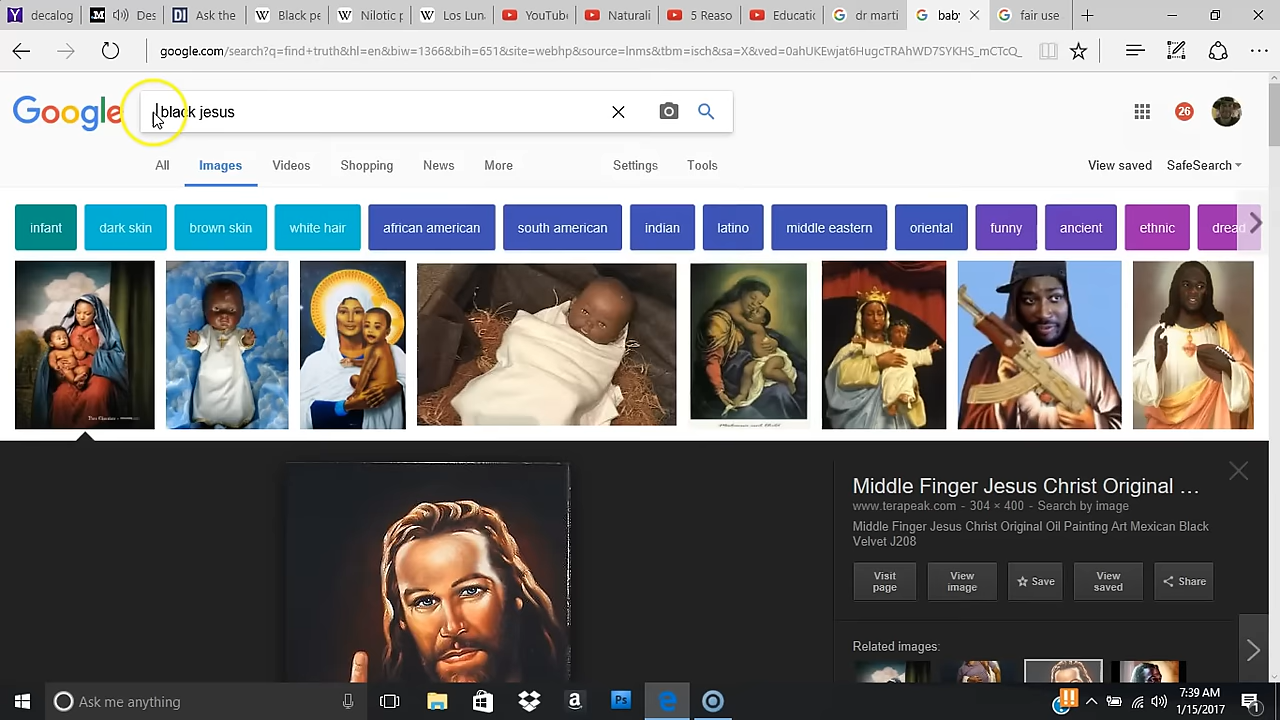 decalog
Des
Ask the
Black pe
Nilotic p
Los Luna
YouTube
Naturali
5 Reaso
Educatio
dr marti
baby
fair use
google.com/search?q=find+truth&hl=en&biw=1366&bih=651&site=webhp&source=lnms&tbm=isch&sa=X&ved=0ahUKEwjat6HugcTRAhWD7SYKHS_mCTcQ_
Google
black jesus
26
All
Images
Videos
Shopping
News
More
Settings
Tools
View saved
SafeSearch
infant
dark skin
brown skin
white hair
african american
south american
indian
latino
middle eastern
oriental
funny
ancient
ethnic
dread
Middle Finger Jesus Christ Original …
www.terapeak.com - 304 × 400 - Search by image
Middle Finger Jesus Christ Original Oil Painting Art Mexican Black
Velvet J208
Visit
page
View
image
Save
View
saved
Share
Related images:
Ask me anything
7:39 AM
1/15/2017
1